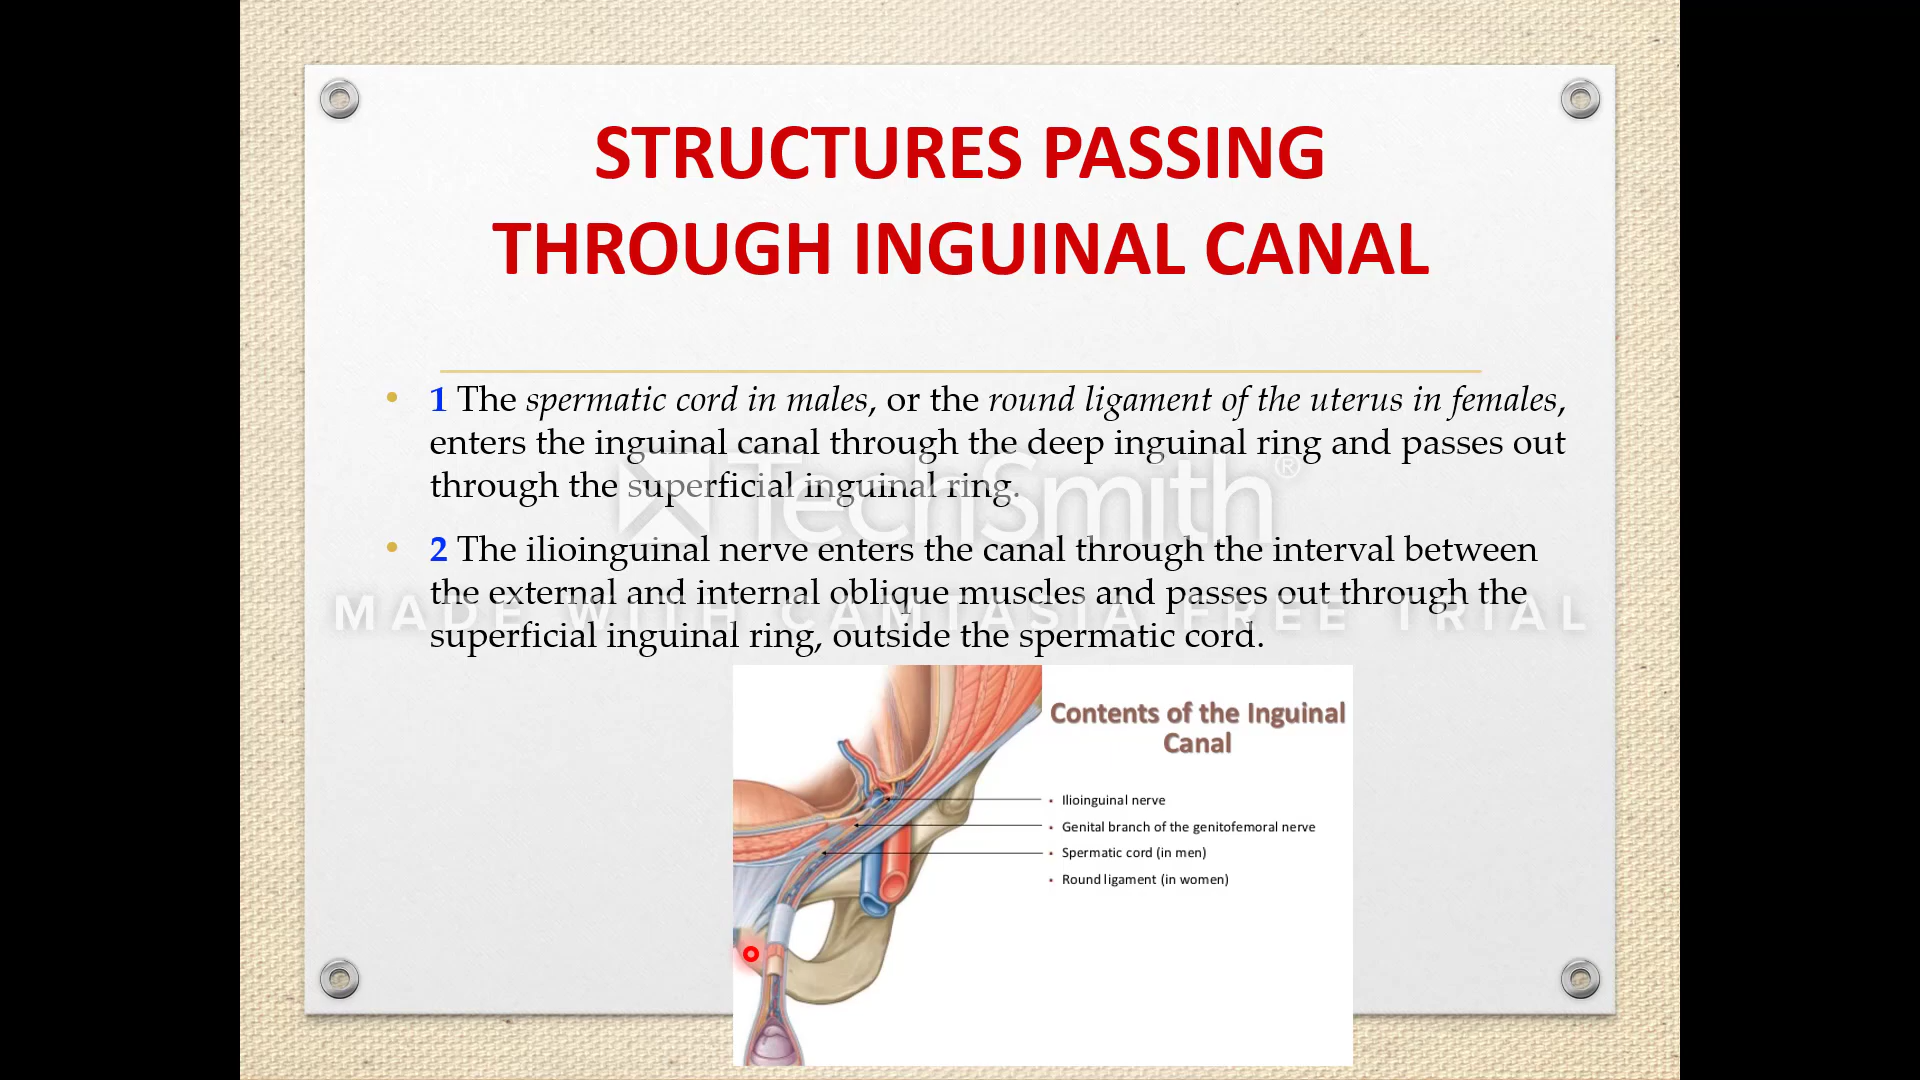 STRUCTURES PASSING
THROUGH INGUINAL CANAL
• 1 The spermatic cord in males, or the round ligament of the uterus in females,
enters the inguinal canal through the deep inguinal ring and passes out
through the superficial inguinal ring.
TechSmith®
• 2 The ilioinguinal nerve enters the canal through the interval between
the external and internal oblique muscles and passes out through the
MADE WITH CAMTASIA FREE TRIAL
superficial inguinal ring, outside the spermatic cord.
Contents of the Inguinal
Canal
• Ilioinguinal nerve
• Genital branch of the genitofemoral nerve
• Spermatic cord (in men)
• Round ligament (in women)